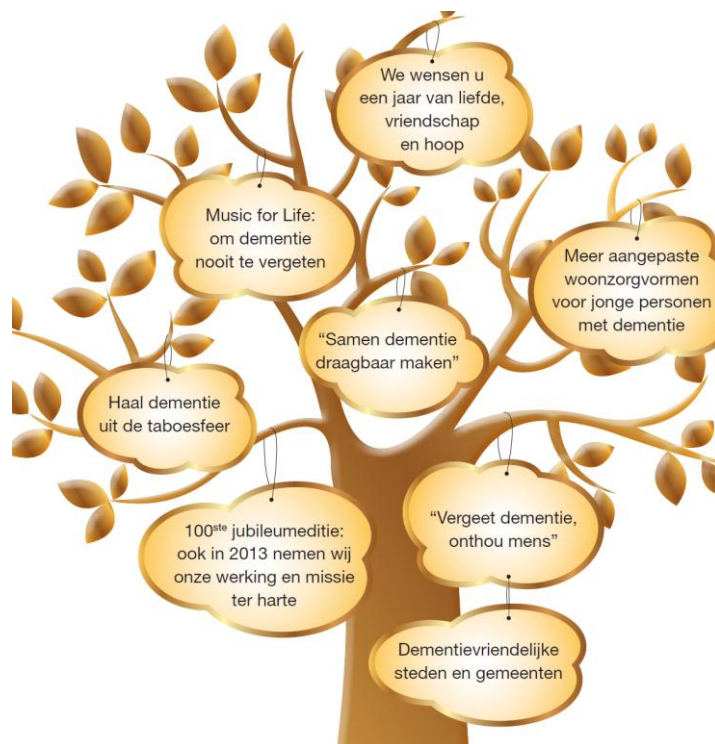 We wensen u
een jaar van liefde,
vriendschap
en hoop
Music for Life:
om dementie
nooit te vergeten
Meer aangepaste
woonzorgvormen
voor jonge personen
met dementie
“Samen dementie
draagbaar maken”
Haal dementie
uit de taboesfeer
100ste jubileumeditie:
ook in 2013 nemen wij
onze werking en missie
ter harte
“Vergeet dementie,
onthou mens”
Dementievriendelijke
steden en gemeenten